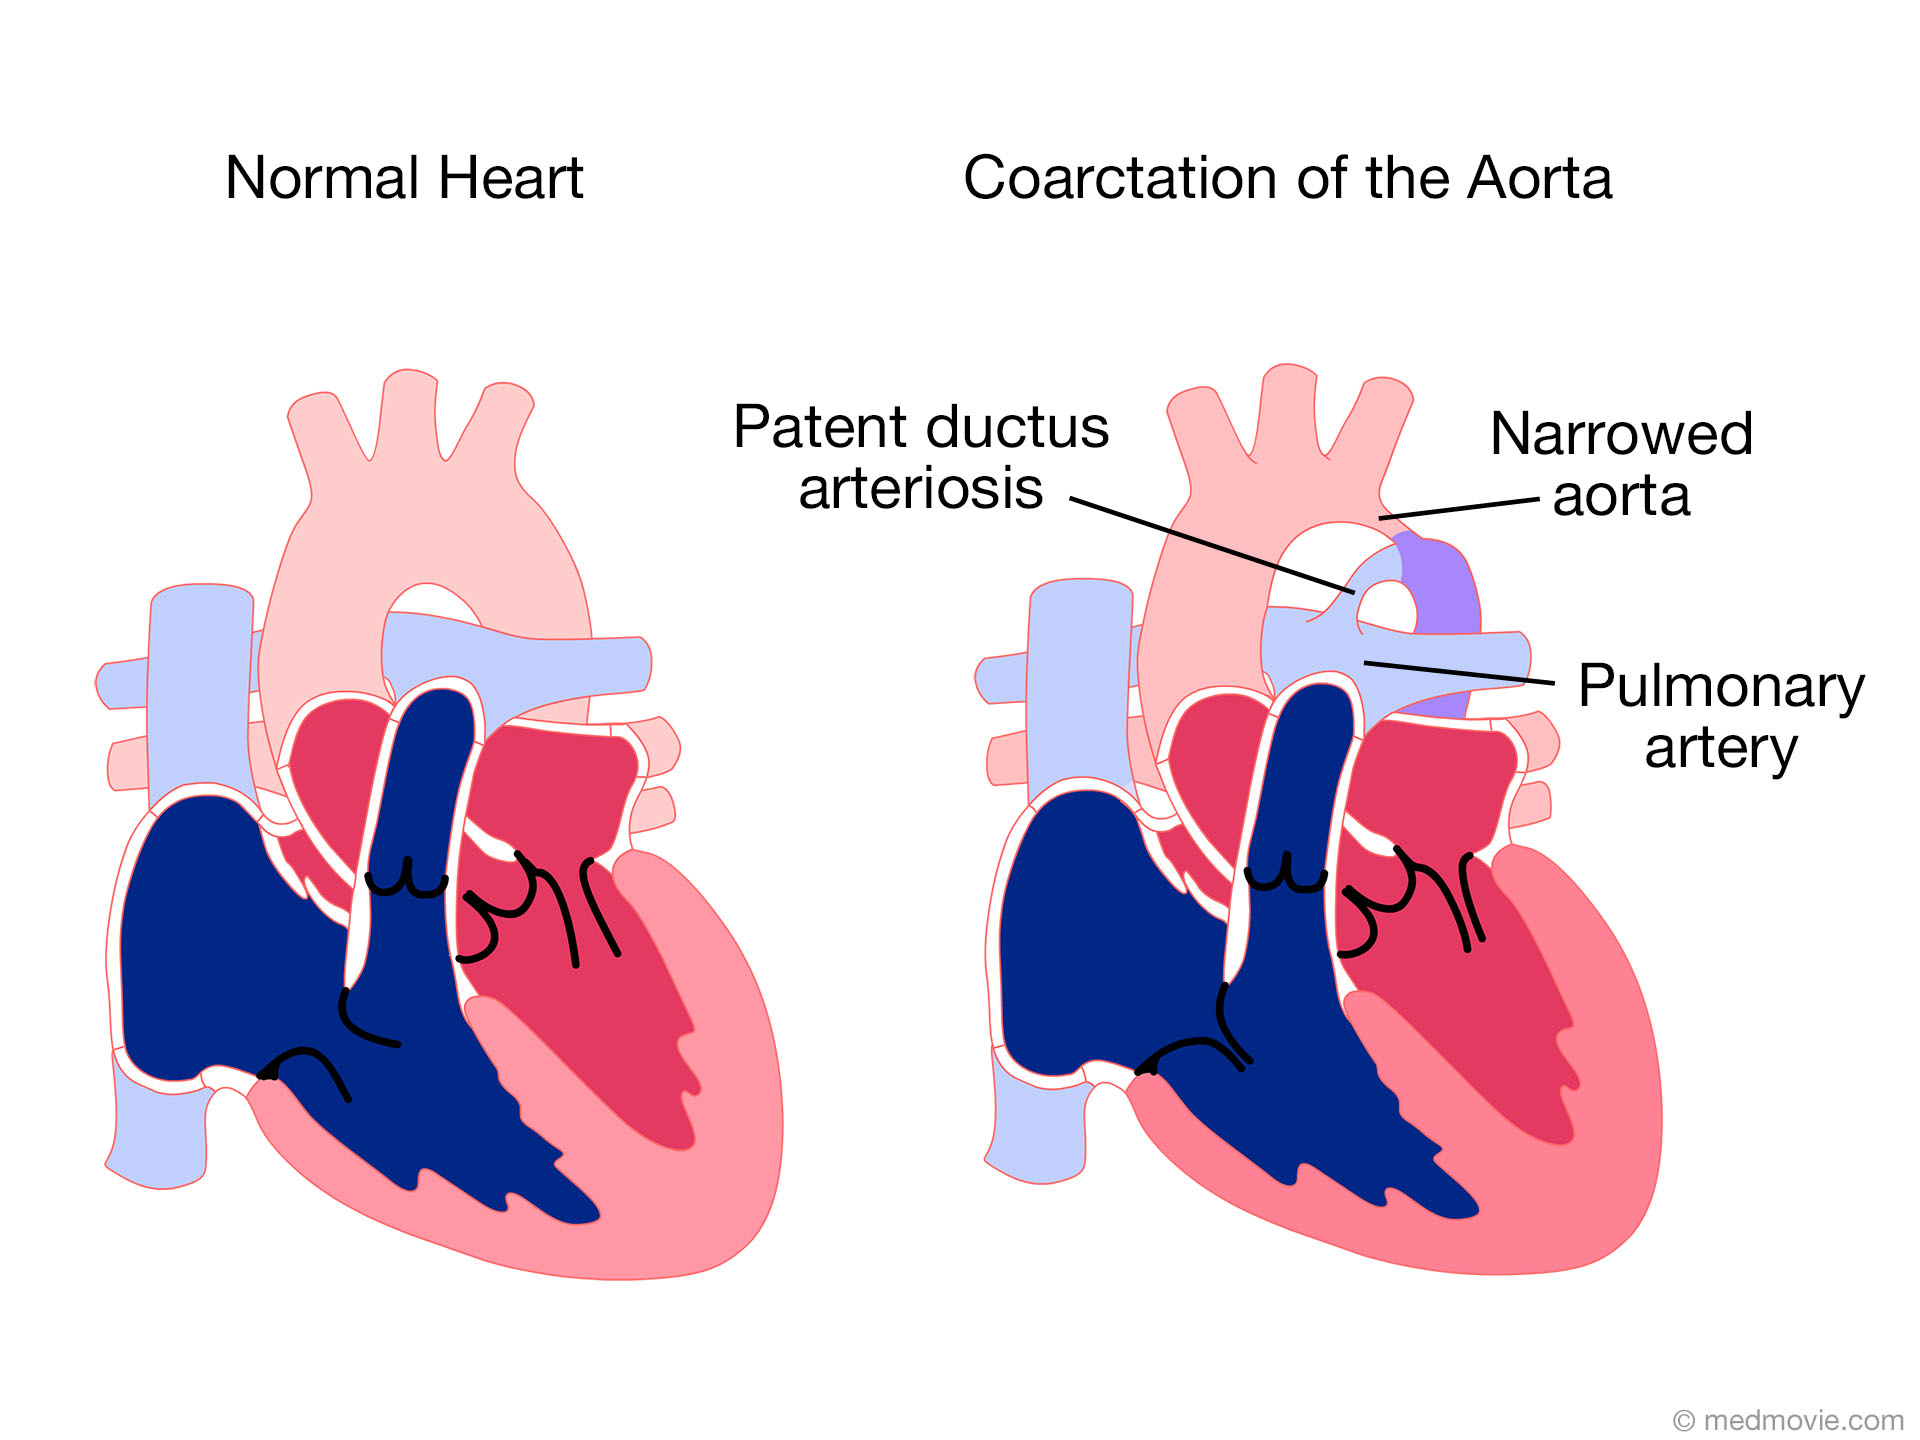 Normal Heart
Coarctation of the Aorta
Patent ductus
arteriosis
Narrowed
aorta
Pulmonary
artery
© medmovie.com